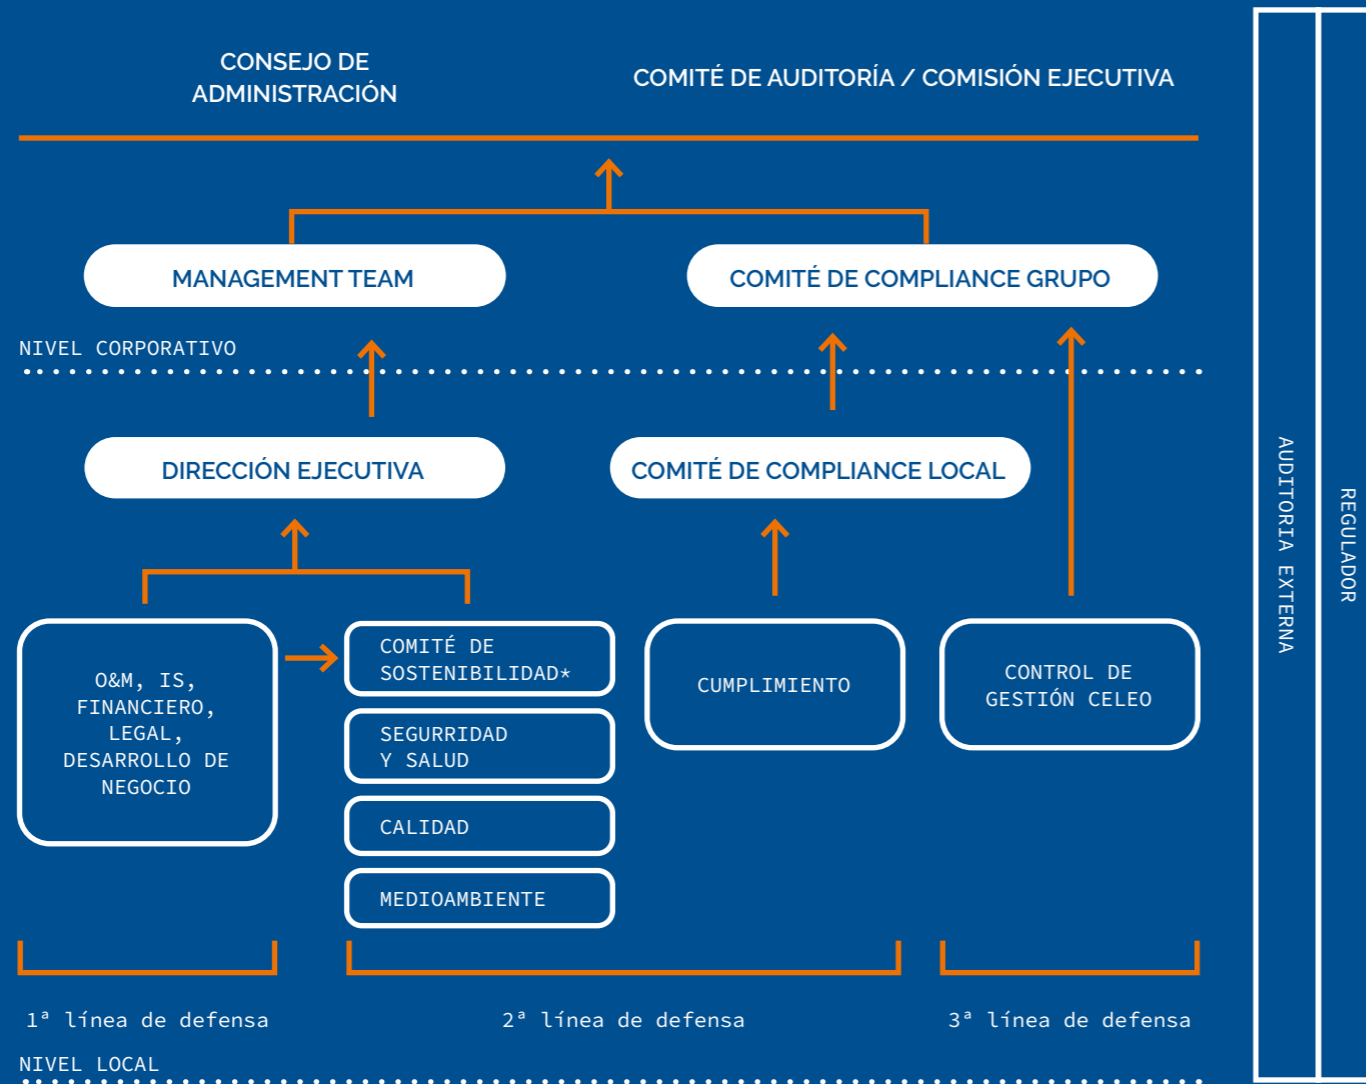 CONSEJO DE
ADMINISTRACIÓN
COMITÉ DE AUDITORÍA / COMISIÓN EJECUTIVA
MANAGEMENT TEAM
COMITÉ DE COMPLIANCE GRUPO
NIVEL CORPORATIVO
DIRECCIÓN EJECUTIVA
COMITÉ DE COMPLIANCE LOCAL
O&M, IS,
FINANCIERO,
LEGAL,
DESARROLLO DE
NEGOCIO
COMITÉ DE
SOSTENIBILIDAD*
SEGURRIDAD
Y SALUD
CALIDAD
MEDIOAMBIENTE
CUMPLIMIENTO
CONTROL DE
GESTIÓN CELEO
1ª línea de defensa
2ª línea de defensa
3ª línea de defensa
NIVEL LOCAL
AUDITORIA EXTERNA
REGULADOR